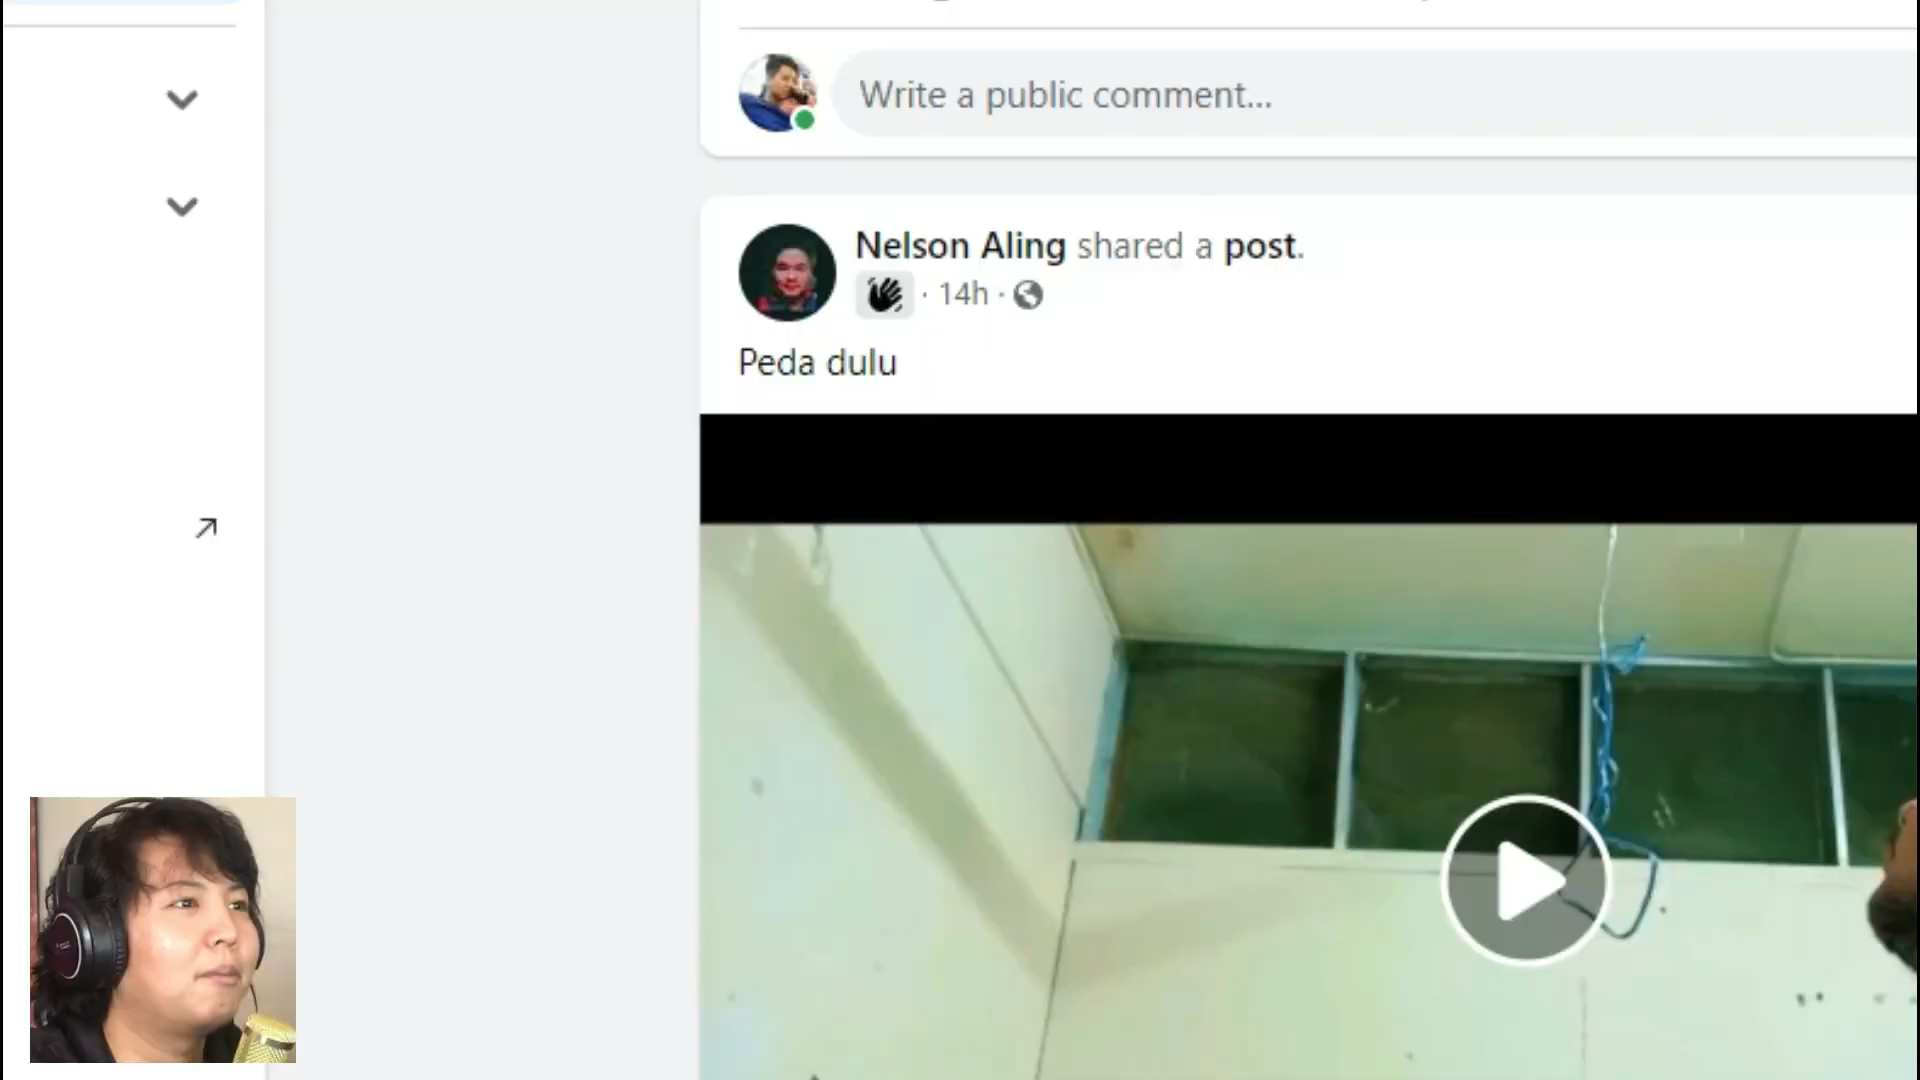 Write a public comment...
Nelson Aling shared a post.
· 14h ·
Peda dulu